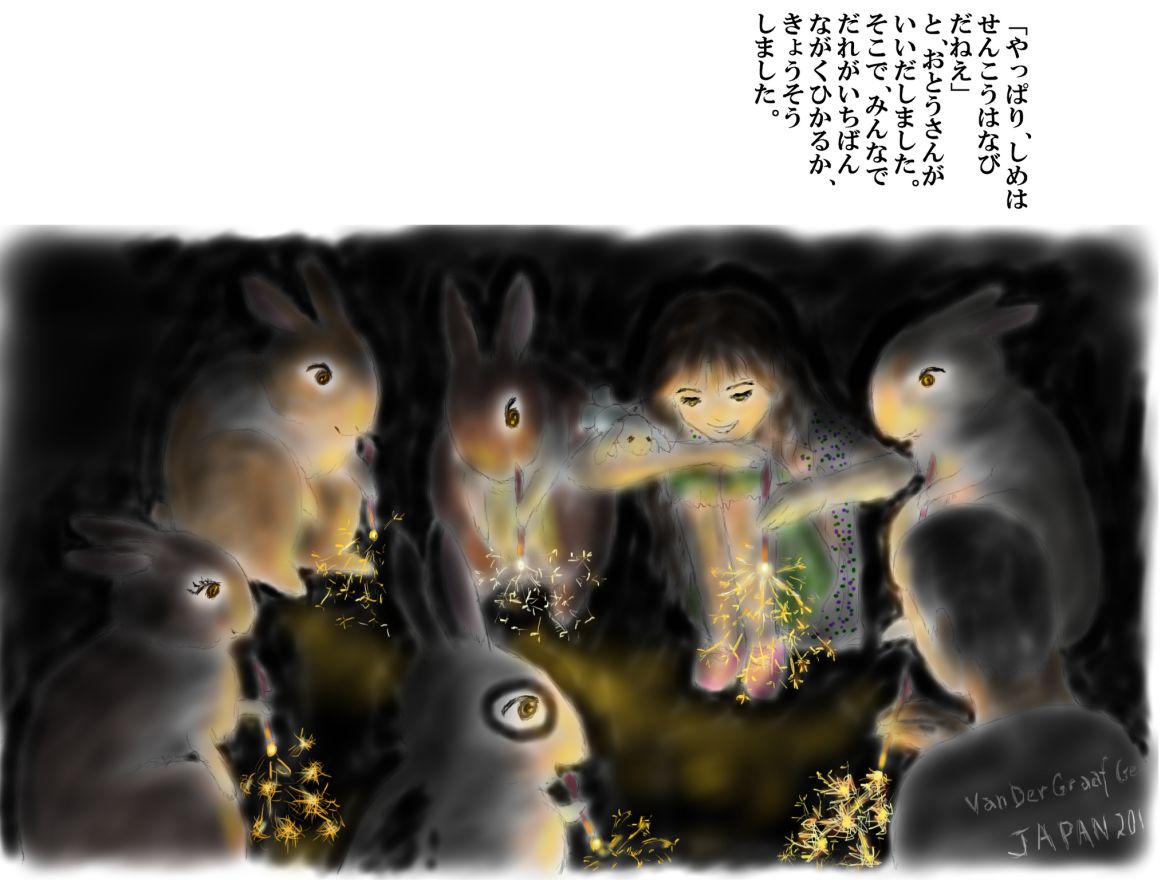 「やっぱり、しめは
せんこうはなび
だねえ」
と、おとうさんが
いいだしました。
そこで、みんなで
だれがいちばん
ながくひかるか、
きょうそう
しました。
Van Der Graaf Ge
JAPAN 201